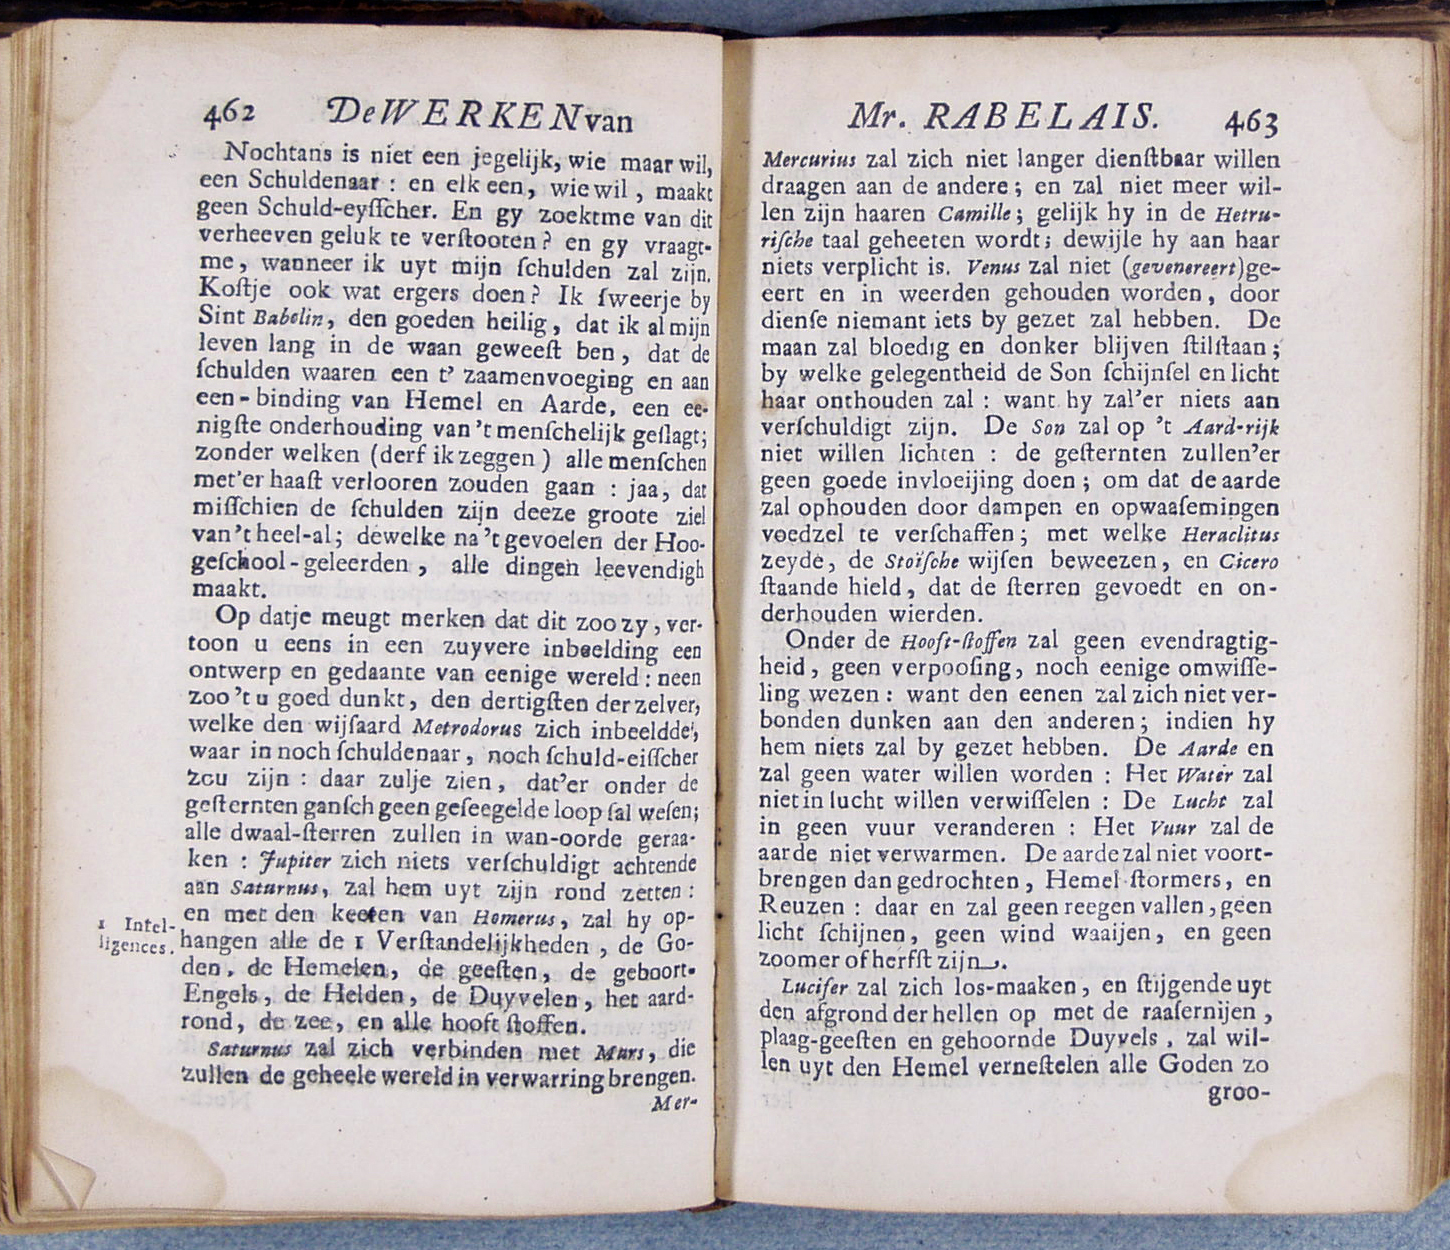 462 De WERKEN van
Nochtans is niet een jegelijk, wie maar wil,
een Schuldenaar : en elk een, wie wil, maakt
geen Schuld-eyſſcher. En gy zoektme van dit
verheeven geluk te verſtooten? en gy vraagt-
me, wanneer ik uyt mijn ſchulden zal zijn.
Koſtje ook wat ergers doen? Ik ſweerje by
Sint Babolin, den goeden heilig, dat ik al mijn
leven lang in de waan geweeſt ben, dat de
ſchulden waaren een t' zaamenvoeging en aan
een-binding van Hemel en Aarde, een ee-
nigſte onderhouding van 't menſchelijk geſlagt;
zonder welken (derf ik zeggen) alle menſchen
met'er haaſt verlooren zouden gaan : jaa, dat
miſſchien de ſchulden zijn deeze groote ziel
van 't heel-al; dewelke na 't gevoelen der Hoo-
geſchool-geleerden, alle dingen leevendigh
maakt.
Op datje meugt merken dat dit zoo zy, ver-
toon u eens in een zuyvere inbeelding een
ontwerp en gedaante van eenige wereld : neen
zoo 't u goed dunkt, den dertigſten der zelver,
welke den wijſaard Metrodorus zich inbeeldde,
waar in noch ſchuldenaar, noch ſchuld-eiſſcher
zou zijn : daar zulje zien, dat'er onder de
geſternten ganſch geen geſeegelde loop ſal weſen;
alle dwaal-ſterren zullen in wan-oorde geraa-
ken : Jupiter zich niets verſchuldigt achtende
aan Saturnus, zal hem uyt zijn rond zetten :
en met den keeten van Homerus, zal hy op-
1 Intel-
ligences.
hangen alle de 1 Verſtandelijkheden, de Go-
den, de Hemelen, de geeſten, de geboort-
Engels, de Helden, de Duyvelen, het aard-
rond, de zee, en alle hooft ſtoffen.
Saturnus zal zich verbinden met Mars, die
zullen de geheele wereld in verwarring brengen.
Mer-
Mr. RABELAIS. 463
Mercurius zal zich niet langer dienſtbaar willen
draagen aan de andere; en zal niet meer wil-
len zijn haaren Camille; gelijk hy in de Hetru-
riſche taal geheeten wordt; dewijle hy aan haar
niets verplicht is. Venus zal niet (gevenereert) ge-
eert en in weerden gehouden worden, door
dienſe niemant iets by gezet zal hebben. De
maan zal bloedig en donker blijven ſtilſtaan;
by welke gelegentheid de Son ſchijnſel en licht
haar onthouden zal : want hy zal'er niets aan
verſchuldigt zijn. De Son zal op 't Aard-rijk
niet willen lichten : de geſternten zullen'er
geen goede invloeijing doen; om dat de aarde
zal ophouden door dampen en opwaaſemingen
voedzel te verſchaffen; met welke Heraclitus
zeyde, de Stoïſche wijſen beweezen, en Cicero
ſtaande hield, dat de ſterren gevoedt en on-
derhouden wierden.
Onder de Hooft-ſtoffen zal geen evendragtig-
heid, geen verpooſing, noch eenige omwiſſe-
ling wezen : want den eenen zal zich niet ver-
bonden dunken aan den anderen; indien hy
hem niets zal by gezet hebben. De Aarde en
zal geen water willen worden : Het Water zal
niet in lucht willen verwiſſelen : De Lucht zal
in geen vuur veranderen : Het Vuur zal de
aarde niet verwarmen. De aarde zal niet voort-
brengen dan gedrochten, Hemel-ſtormers, en
Reuzen : daar en zal geen reegen vallen, geen
licht ſchijnen, geen wind waaijen, en geen
zoomer of herfſt zijn.
Lucifer zal zich los-maaken, en ſtijgende uyt
den afgrond der hellen op met de raaſernijen,
plaag-geeſten en gehoornde Duyvels, zal wil-
len uyt den Hemel verneſtelen alle Goden zo
groo-